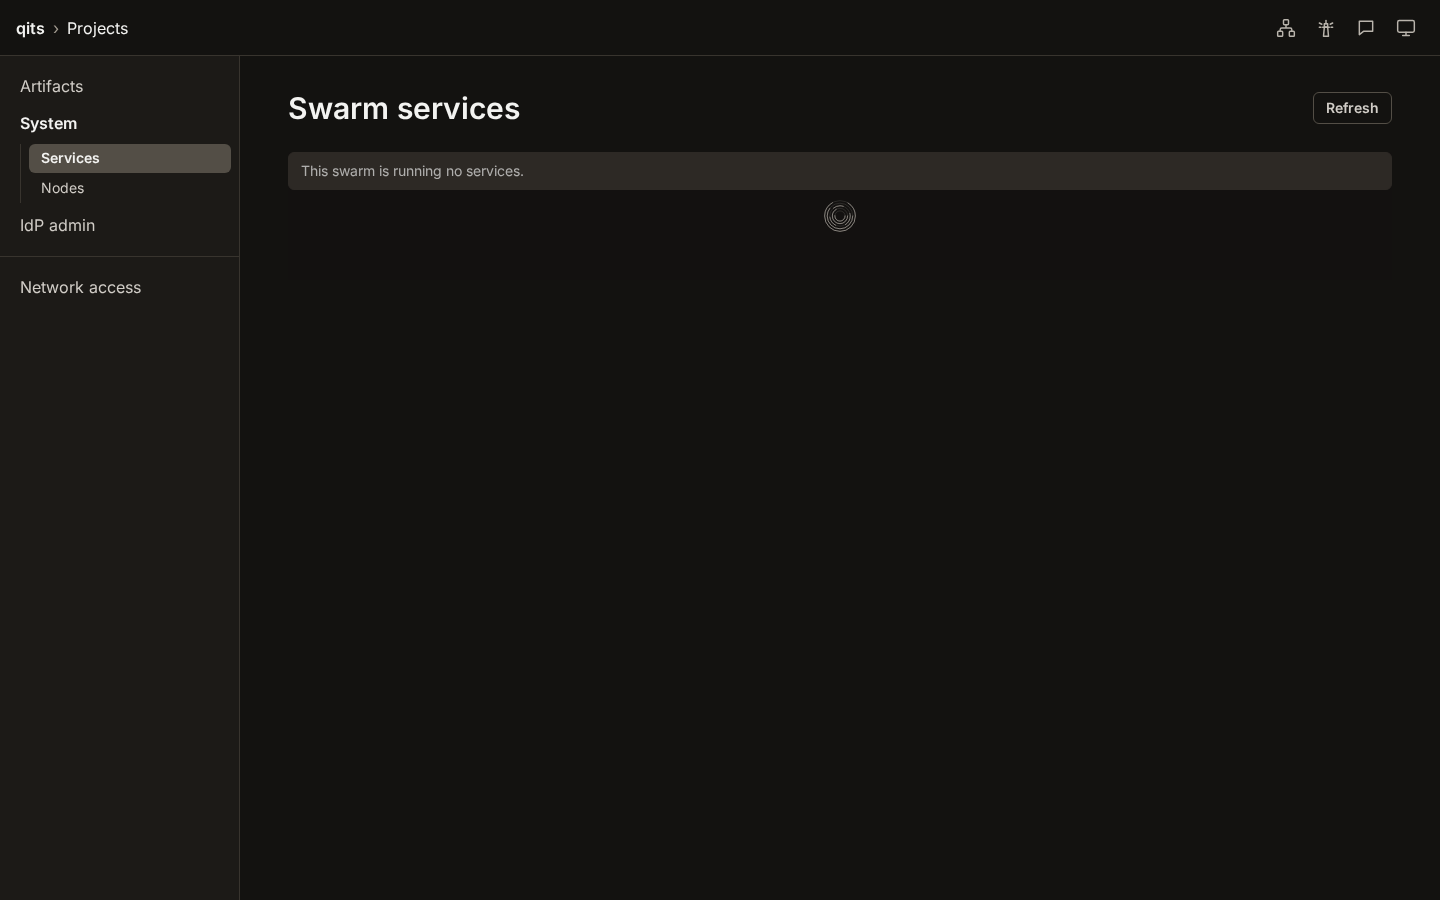 qits › Projects
Artifacts
System
Services
Nodes
IdP admin
Network access
Swarm services
Refresh
This swarm is running no services.